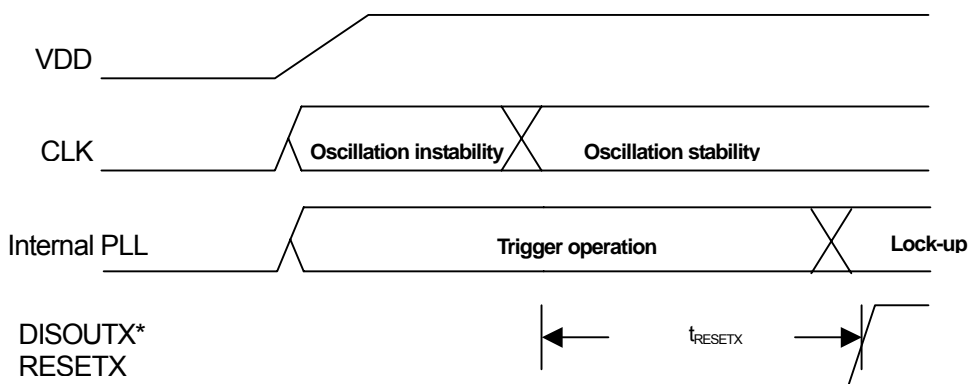 VDD
CLK
Oscillation instability
Oscillation stability
Internal PLL
Trigger operation
Lock-up
DISOUTX*
tRESETX
RESETX